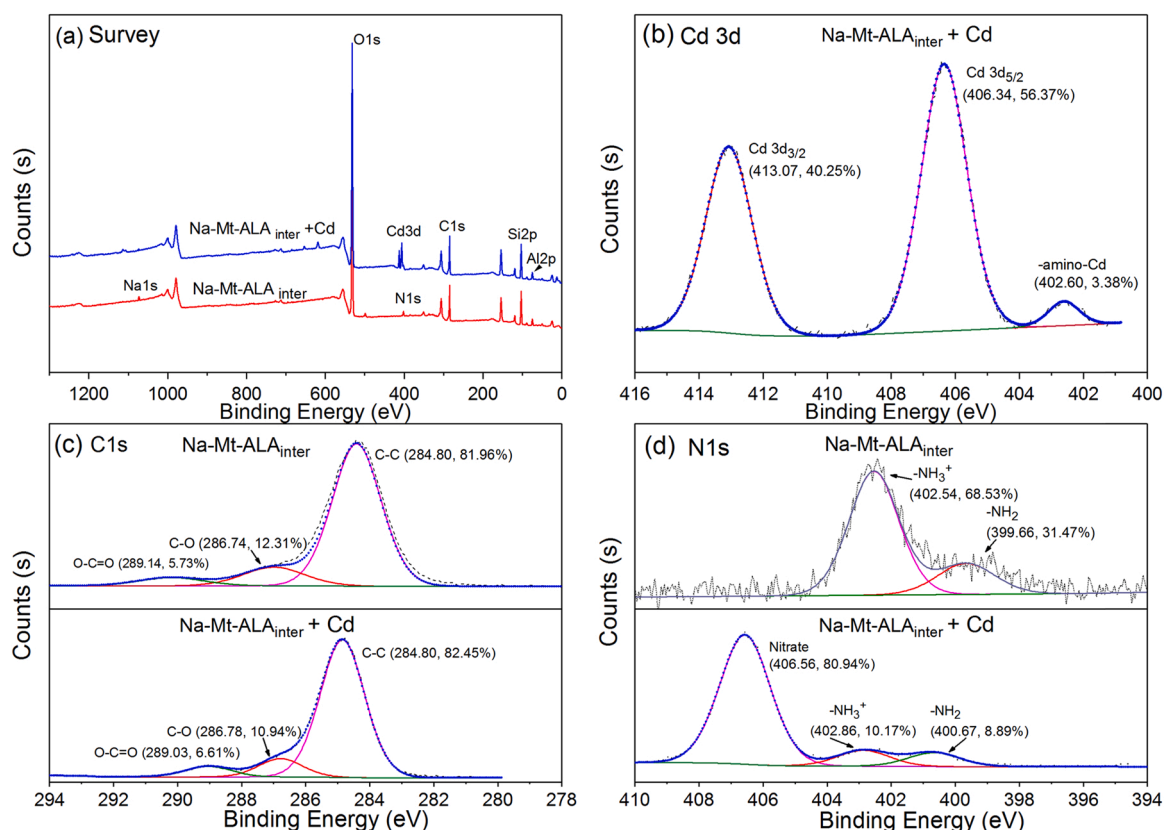 (a) Survey
O1s
Na-Mt-ALA inter +Cd
Cd3d
C1s
Si2p
Al2p
Na1s
Na-Mt-ALA inter
N1s
Counts (s)
1200 1000 800 600 400 200 0
Binding Energy (eV)
(b) Cd 3d
Na-Mt-ALAinter + Cd
Cd 3d5/2
(406.34, 56.37%)
Cd 3d3/2
(413.07, 40.25%)
-amino-Cd
(402.60, 3.38%)
Counts (s)
416 414 412 410 408 406 404 402 400
Binding Energy (eV)
(c) C1s
Na-Mt-ALAinter
C-C (284.80, 81.96%)
C-O (286.74, 12.31%)
O-C=O (289.14, 5.73%)
Na-Mt-ALAinter + Cd
C-C (284.80, 82.45%)
C-O (286.78, 10.94%)
O-C=O (289.03, 6.61%)
Counts (s)
294 292 290 288 286 284 282 280 278
Binding Energy (eV)
(d) N1s
Na-Mt-ALAinter
-NH3+
(402.54, 68.53%)
-NH2
(399.66, 31.47%)
Na-Mt-ALAinter + Cd
Nitrate
(406.56, 80.94%)
-NH3+
(402.86, 10.17%)
-NH2
(400.67, 8.89%)
Counts (s)
410 408 406 404 402 400 398 396 394
Binding Energy (eV)